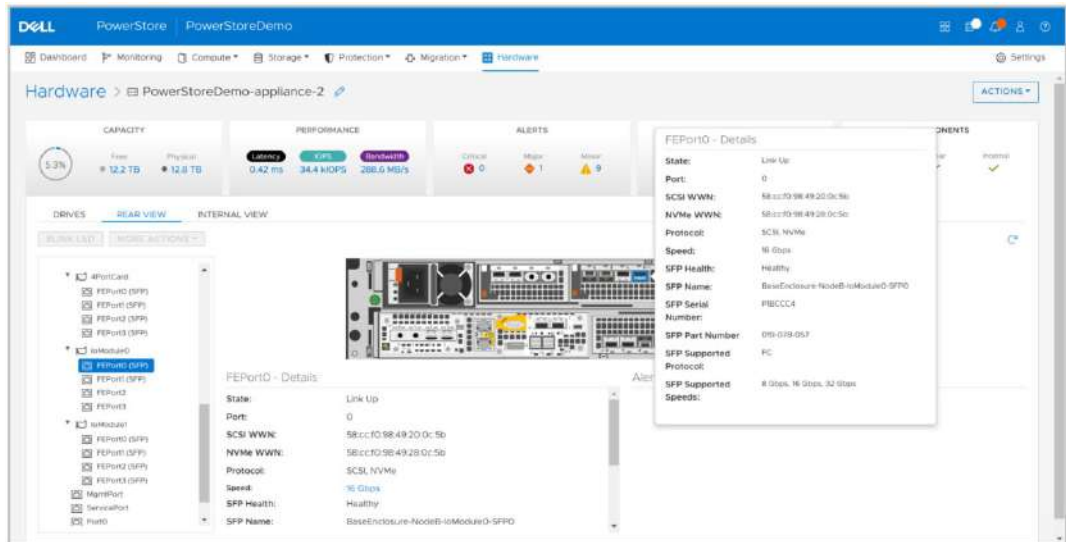 DELL PowerStore PowerStoreDemo
Dashboard Monitoring Compute Storage Protection Migration Hardware Settings
Hardware > PowerStoreDemo-appliance-2
ACTIONS
CAPACITY
5.3%
Free Physical
12.2 TB 12.8 TB
PERFORMANCE
Latency IOPS Bandwidth
0.42 ms 34.4 kIOPS 288.6 MB/s
ALERTS
Critical Major Minor
0 1 9
ONENTS
Internal
DRIVES REAR VIEW INTERNAL VIEW
BLINK LED MORE ACTIONS
4PortCard
FEPort0 (SFP)
FEPort1 (SFP)
FEPort2 (SFP)
FEPort3 (SFP)
IoModule0
FEPort0 (SFP)
FEPort1 (SFP)
FEPort2
FEPort3
IoModule1
FEPort0 (SFP)
FEPort1 (SFP)
FEPort2 (SFP)
FEPort3 (SFP)
MgmtPort
ServicePort
Port0
FEPort0 - Details
State: Link Up
Port: 0
SCSI WWN: 58:cc:f0:98:49:20:0c:5b
NVMe WWN: 58:cc:f0:98:49:28:0c:5b
Protocol: SCSI, NVMe
Speed: 16 Gbps
SFP Health: Healthy
SFP Name: BaseEnclosure-NodeB-IoModule0-SFP0
Aler
FEPort0 - Details
State: Link Up
Port: 0
SCSI WWN: 58:cc:f0:98:49:20:0c:5b
NVMe WWN: 58:cc:f0:98:49:28:0c:5b
Protocol: SCSI, NVMe
Speed: 16 Gbps
SFP Health: Healthy
SFP Name: BaseEnclosure-NodeB-IoModule0-SFP0
SFP Serial Number: P1BCCC4
SFP Part Number 019-078-057
SFP Supported Protocol: FC
SFP Supported Speeds: 8 Gbps, 16 Gbps, 32 Gbps